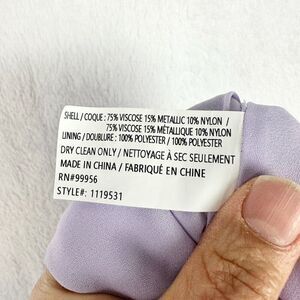 SHELL / COQUE : 75% VISCOSE 15% METALLIC 10% NYLON /
75% VISCOSE 15% MÉTALLIQUE 10% NYLON
LINING / DOUBLURE : 100% POLYESTER / 100% POLYESTER
DRY CLEAN ONLY / NETTOYAGE À SEC SEULEMENT
MADE IN CHINA / FABRIQUÉ EN CHINE
RN#99956
STYLE#: 1119531